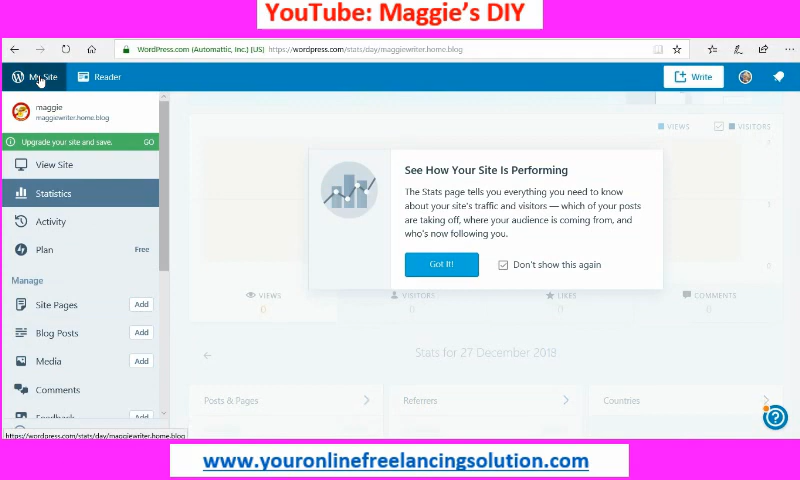 YouTube: Maggie's DIY
WordPress.com (Automattic, Inc.) [US] https://wordpress.com/stats/day/maggiewriter.home.blog
My Site
Reader
Write
maggie
maggiewriter.home.blog
Upgrade your site and save. GO
View Site
Statistics
Activity
Plan Free
Manage
Site Pages Add
Blog Posts Add
Media Add
Comments
Feedback
https://wordpress.com/stats/day/maggiewriter.home.blog
VIEWS VISITORS
See How Your Site Is Performing
The Stats page tells you everything you need to know
about your site's traffic and visitors — which of your posts
are taking off, where your audience is coming from, and
who's now following you.
Got It!
Don't show this again
VIEWS VISITORS LIKES COMMENTS
0 0 0 0
Stats for 27 December 2018
Posts & Pages Referrers Countries
www.youronlinefreelancingsolution.com